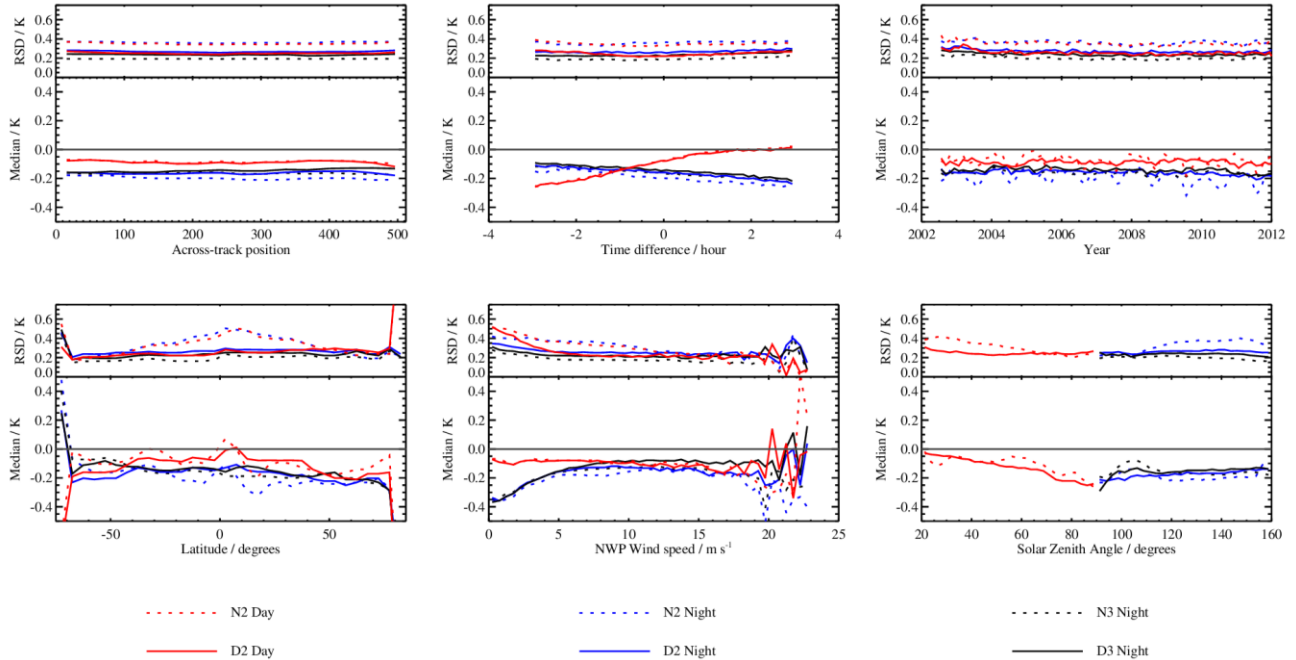 RSD / K
0.6
0.4
0.2
0.0
Median / K
0.4
0.2
0.0
-0.2
-0.4
0 100 200 300 400 500
Across-track position
RSD / K
0.6
0.4
0.2
0.0
Median / K
0.4
0.2
0.0
-0.2
-0.4
-4 -2 0 2 4
Time difference / hour
RSD / K
0.6
0.4
0.2
0.0
Median / K
0.4
0.2
0.0
-0.2
-0.4
2002 2004 2006 2008 2010 2012
Year
RSD / K
0.6
0.4
0.2
Median / K
0.4
0.2
0.0
-0.2
-0.4
-50 0 50
Latitude / degrees
RSD / K
0.6
0.4
0.2
0.0
Median / K
0.4
0.2
0.0
-0.2
-0.4
0 5 10 15 20 25
NWP Wind speed / m s⁻¹
RSD / K
0.6
0.4
0.2
0.0
Median / K
0.4
0.2
0.0
-0.2
-0.4
20 40 60 80 100 120 140 160
Solar Zenith Angle / degrees
N2 Day N2 Night N3 Night
D2 Day D2 Night D3 Night